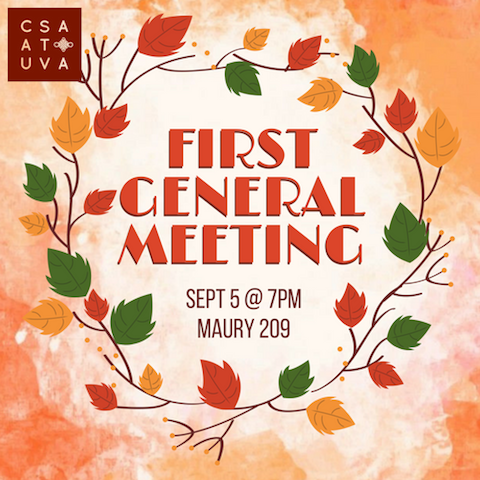 CSA
AT
UVA
FIRST
GENERAL
MEETING
SEPT 5 @ 7PM
MAURY 209